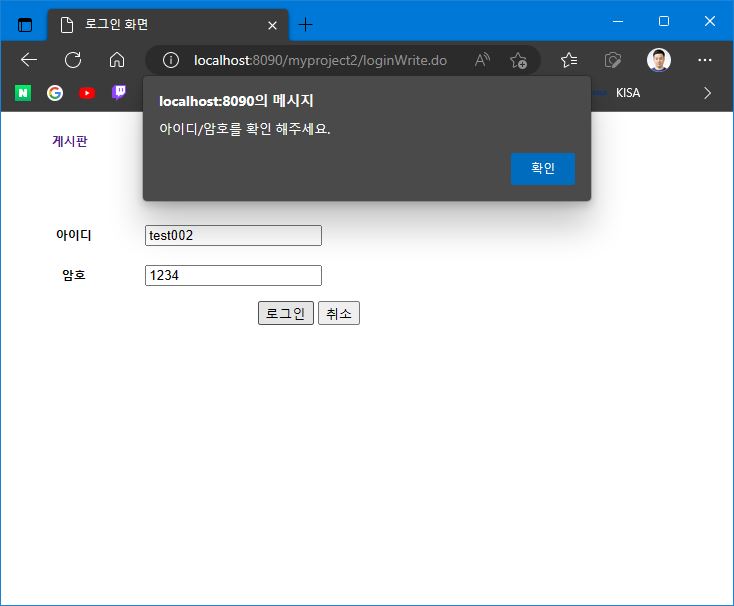 로그인 화면
localhost:8090/myproject2/loginWrite.do
KISA
localhost:8090의 메시지
아이디/암호를 확인 해주세요.
확인
게시판
아이디 test002
암호 1234
로그인 취소